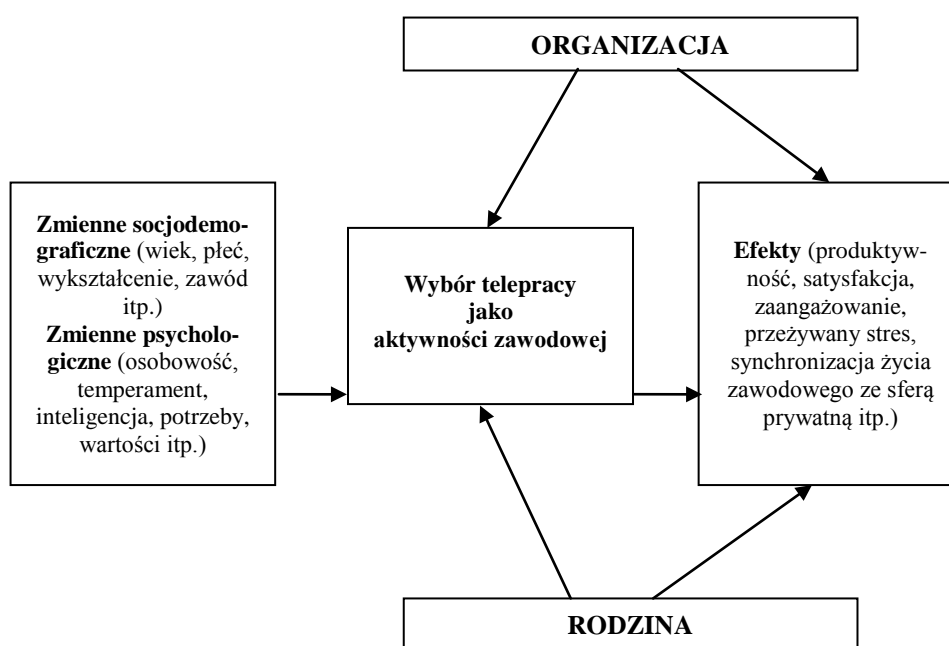 ORGANIZACJA
Zmienne socjodemo-
graficzne (wiek, płeć,
wykształcenie, zawód
itp.)
Zmienne psycholo-
giczne (osobowość,
temperament,
inteligencja, potrzeby,
wartości itp.)
Wybór telepracy
jako
aktywności zawodowej
Efekty (produktyw-
ność, satysfakcja,
zaangażowanie,
przeżywany stres,
synchronizacja życia
zawodowego ze sferą
prywatną itp.)
RODZINA